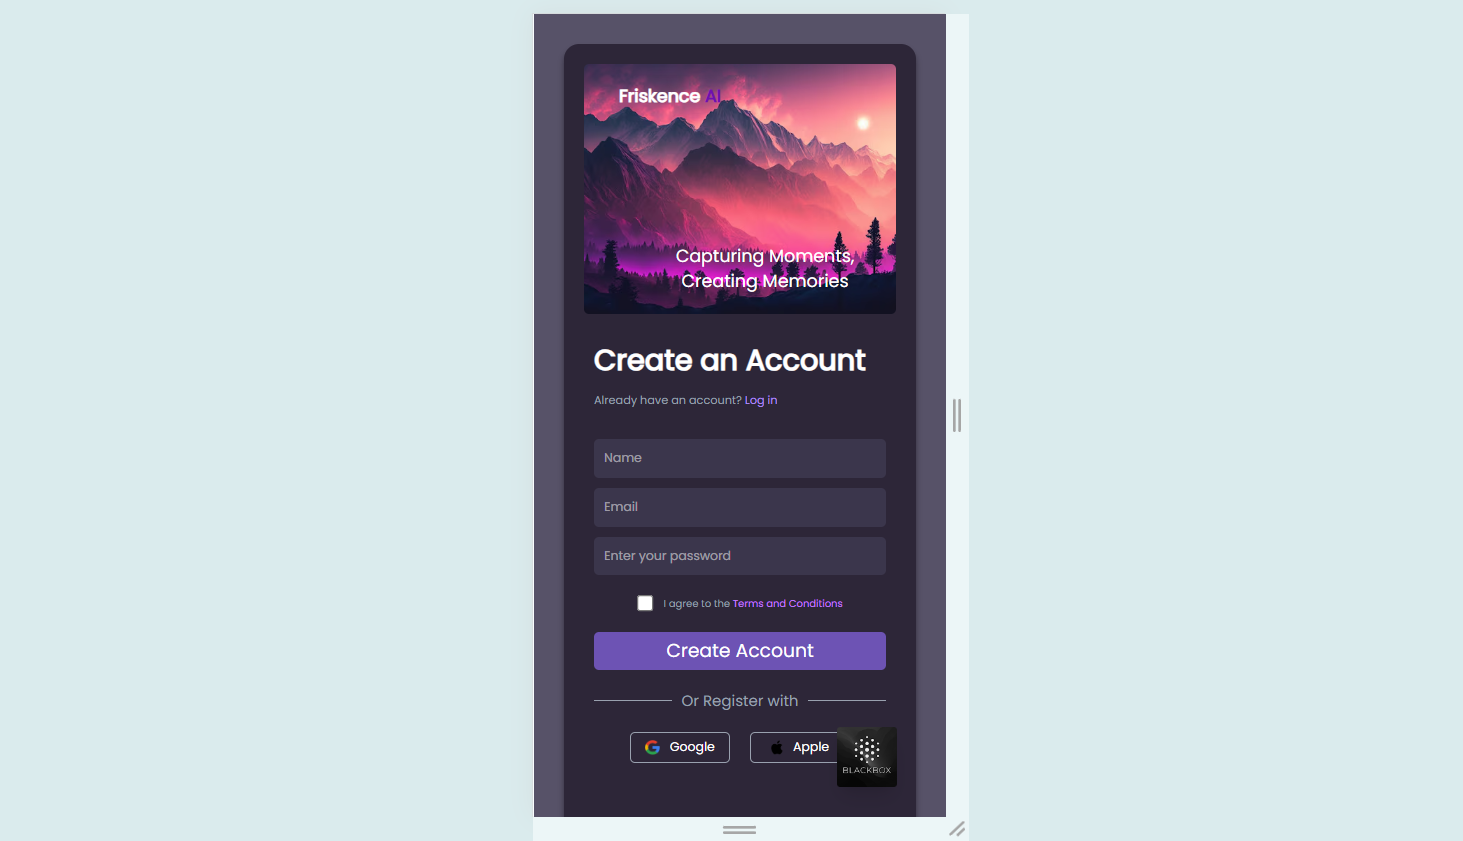 Friskence AI
Capturing Moments,
Creating Memories
Create an Account
Already have an account? Log in
Name
Email
Enter your password
I agree to the Terms and Conditions
Create Account
Or Register with
Google
Apple
BLACKBOX